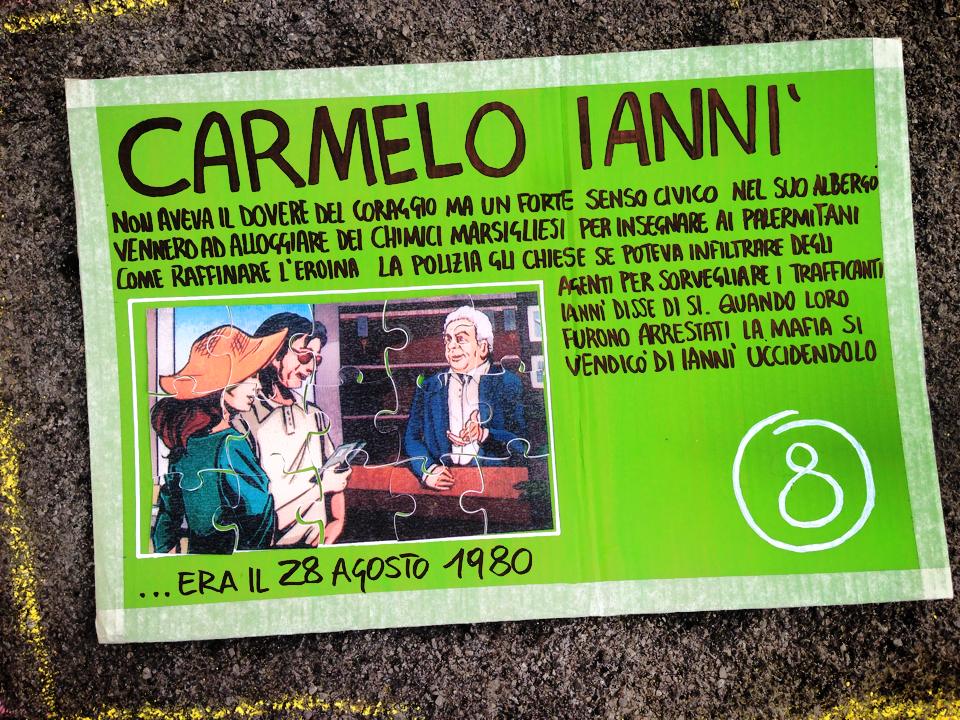 CARMELO IANNI'
NON AVEVA IL DOVERE DEL CORAGGIO MA UN FORTE SENSO CIVICO NEL SUO ALBERGO
VENNERO AD ALLOGGIARE DEI CHIMICI MARSIGLIESI PER INSEGNARE AI PALERMITANI
COME RAFFINARE L'EROINA LA POLIZIA GLI CHIESE SE POTEVA INFILTRARE DEGLI
AGENTI PER SORVEGLIARE I TRAFFICANTI
IANNI' DISSE DI SI. QUANDO LORO
FURONO ARRESTATI LA MAFIA SI
VENDICO' DI IANNI' UCCIDENDOLO
8
...ERA IL 28 AGOSTO 1980